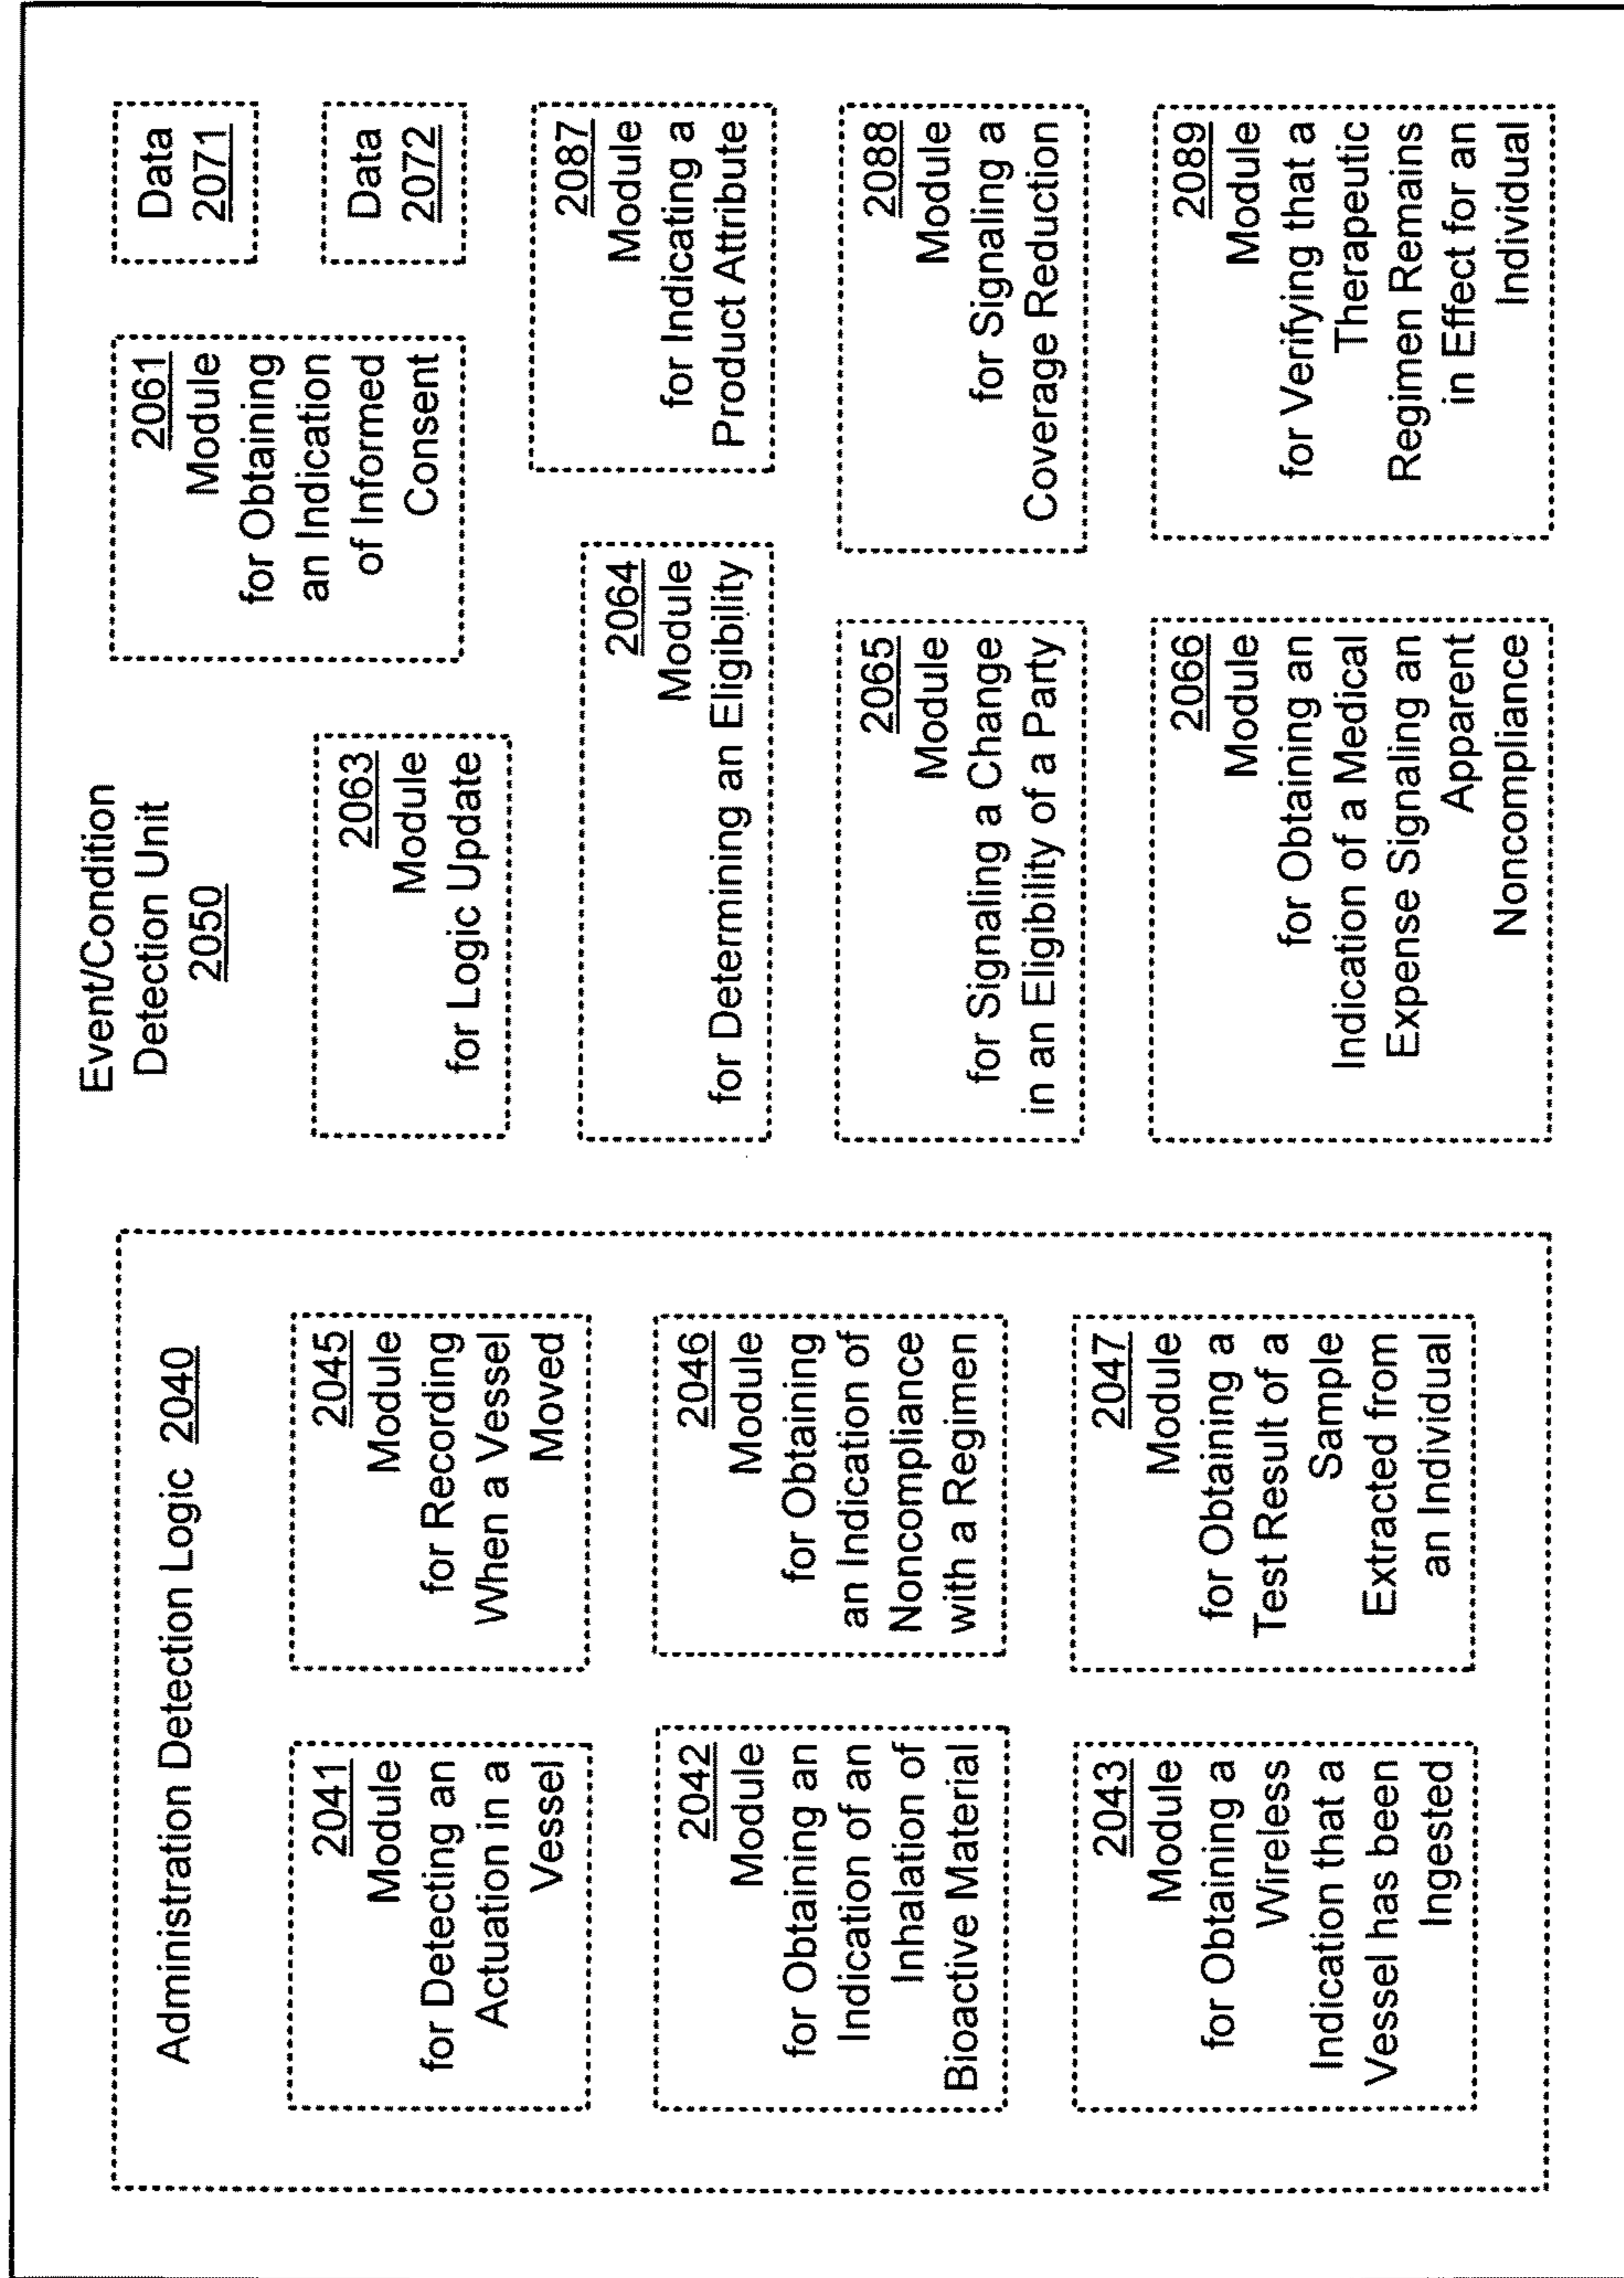 Event/Condition
Detection Unit
2050
Administration Detection Logic 2040
2041
Module
for Detecting an
Actuation in a
Vessel
2045
Module
for Recording
When a Vessel
Moved
2042
Module
for Obtaining an
Indication of an
Inhalation of
Bioactive Material
2046
Module
for Obtaining
an Indication of
Noncompliance
with a Regimen
2043
Module
for Obtaining a
Wireless
Indication that a
Vessel has been
Ingested
2047
Module
for Obtaining a
Test Result of a
Sample
Extracted from
an Individual
2061
Module
for Obtaining
an Indication
of Informed
Consent
Data
2071
Data
2072
2063
Module
for Logic Update
2064
Module
for Determining an Eligibility
2087
Module
for Indicating a
Product Attribute
2065
Module
for Signaling a Change
in an Eligibility of a Party
2088
Module
for Signaling a
Coverage Reduction
2066
Module
for Obtaining an
Indication of a Medical
Expense Signaling an
Apparent
Noncompliance
2089
Module
for Verifying that a
Therapeutic
Regimen Remains
in Effect for an
Individual